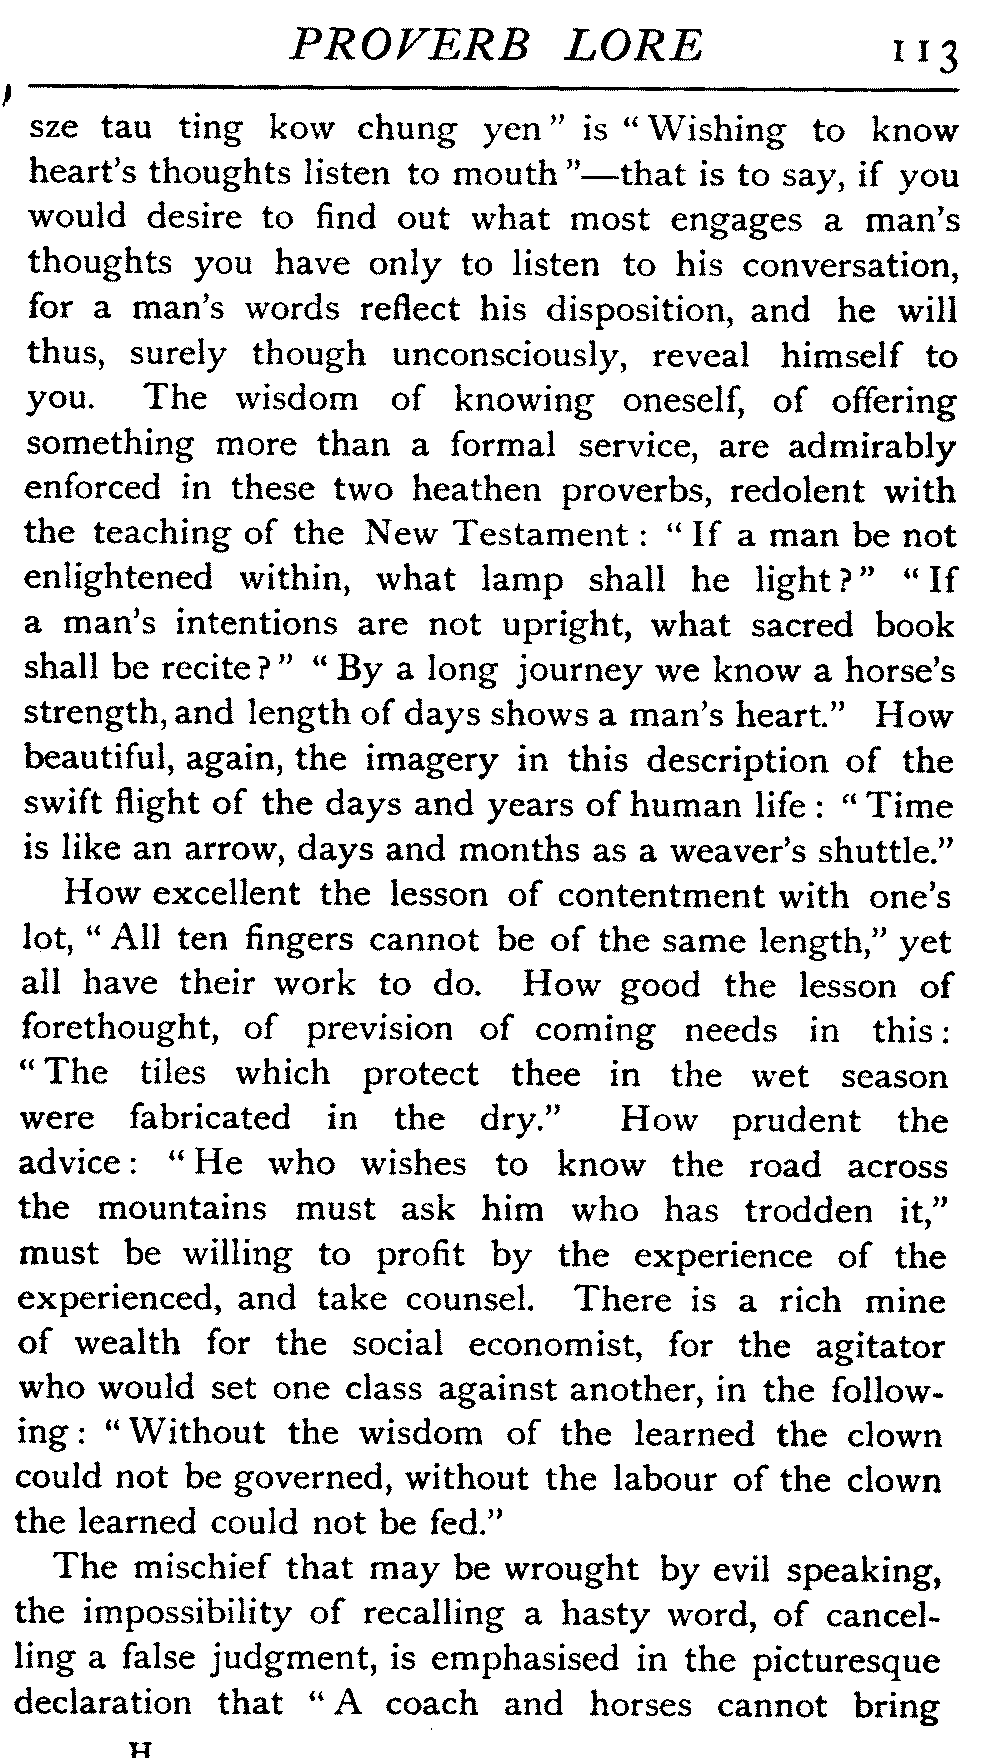 PROVERB LORE 113
sze tau ting kow chung yen" is "Wishing to know
heart's thoughts listen to mouth"—that is to say, if you
would desire to find out what most engages a man's
thoughts you have only to listen to his conversation,
for a man's words reflect his disposition, and he will
thus, surely though unconsciously, reveal himself to
you. The wisdom of knowing oneself, of offering
something more than a formal service, are admirably
enforced in these two heathen proverbs, redolent with
the teaching of the New Testament: "If a man be not
enlightened within, what lamp shall he light?" "If
a man's intentions are not upright, what sacred book
shall be recite?" "By a long journey we know a horse's
strength, and length of days shows a man's heart." How
beautiful, again, the imagery in this description of the
swift flight of the days and years of human life: "Time
is like an arrow, days and months as a weaver's shuttle."
How excellent the lesson of contentment with one's
lot, "All ten fingers cannot be of the same length," yet
all have their work to do. How good the lesson of
forethought, of prevision of coming needs in this:
"The tiles which protect thee in the wet season
were fabricated in the dry." How prudent the
advice: "He who wishes to know the road across
the mountains must ask him who has trodden it,"
must be willing to profit by the experience of the
experienced, and take counsel. There is a rich mine
of wealth for the social economist, for the agitator
who would set one class against another, in the follow-
ing: "Without the wisdom of the learned the clown
could not be governed, without the labour of the clown
the learned could not be fed."
The mischief that may be wrought by evil speaking,
the impossibility of recalling a hasty word, of cancel-
ling a false judgment, is emphasised in the picturesque
declaration that "A coach and horses cannot bring
H